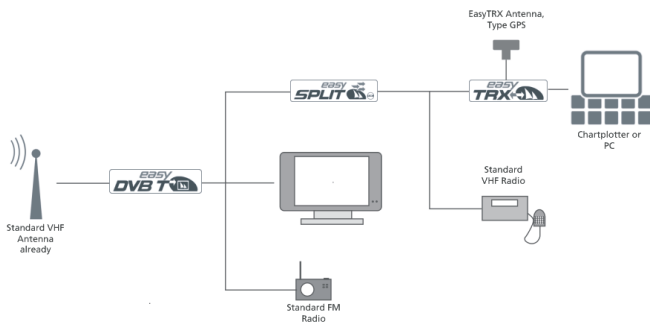 EasyTRX Antenna,
Type GPS
easy
SPLIT
easy
TRX
Chartplotter or
PC
easy
DVB T
Standard
VHF Radio
Standard VHF
Antenna
already
Standard FM
Radio